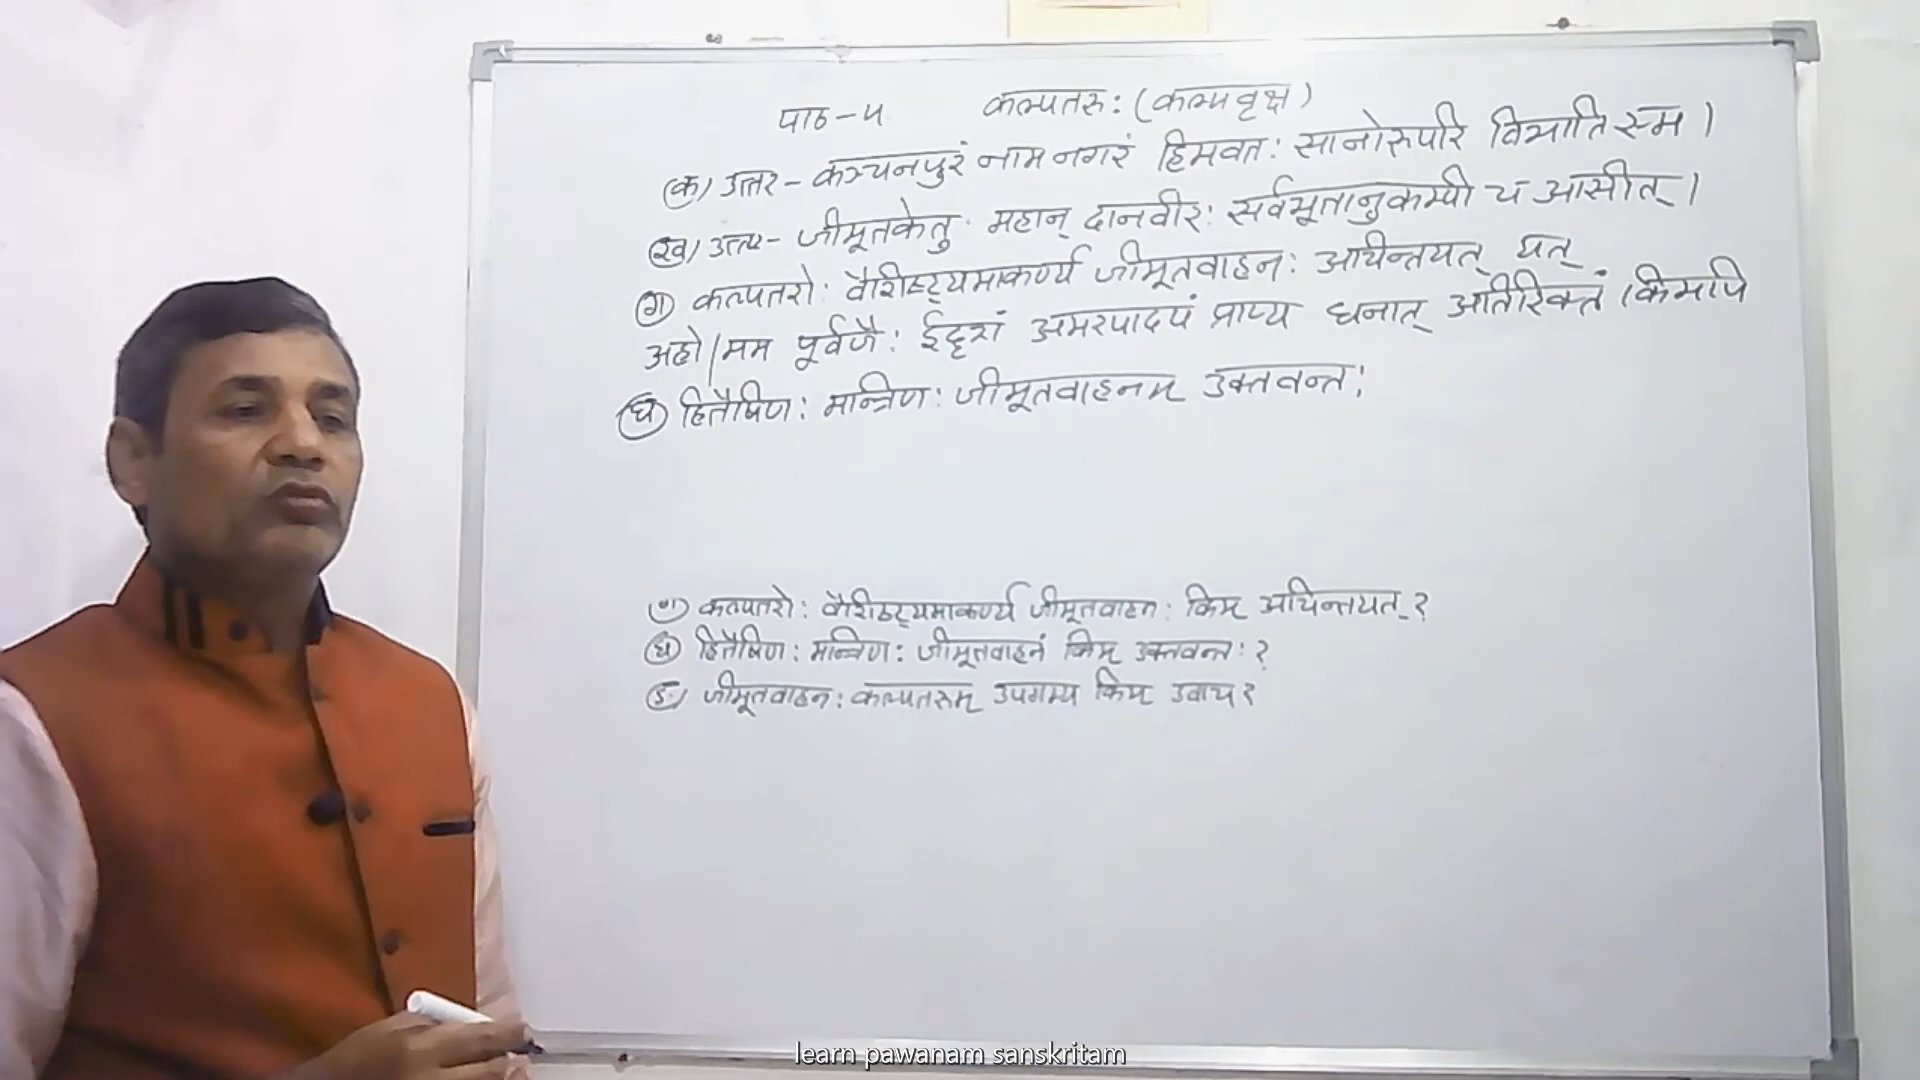 पाठ-५ कल्पतरुः (कल्पवृक्ष)
(क) उत्तर- कञ्चनपुरं नाम नगरं हिमवतः सानोरुपरि विभाति स्म।
(ख) उत्तर- जीमूतकेतुः महान् दानवीरः सर्वभूतानुकम्पी च आसीत्।
(ग) कल्पतरोः वैशिष्ट्यमाकर्ण्य जीमूतवाहनः अचिन्तयत् यत्
अहो। मम पूर्वजैः ईदृशं अमरपादपं प्राप्य धनात् अतिरिक्तं किमपि
(घ) हितैषिणः मन्त्रिणः जीमूतवाहनम् उक्तवन्तः
(ग) कल्पतरोः वैशिष्ट्यमाकर्ण्य जीमूतवाहनः किम् अचिन्तयत्?
(घ) हितैषिणः मन्त्रिणः जीमूतवाहनं किम् उक्तवन्तः?
(ङ) जीमूतवाहनः कल्पतरुम् उपगम्य किम् उवाच?
learn pawanam sanskritam